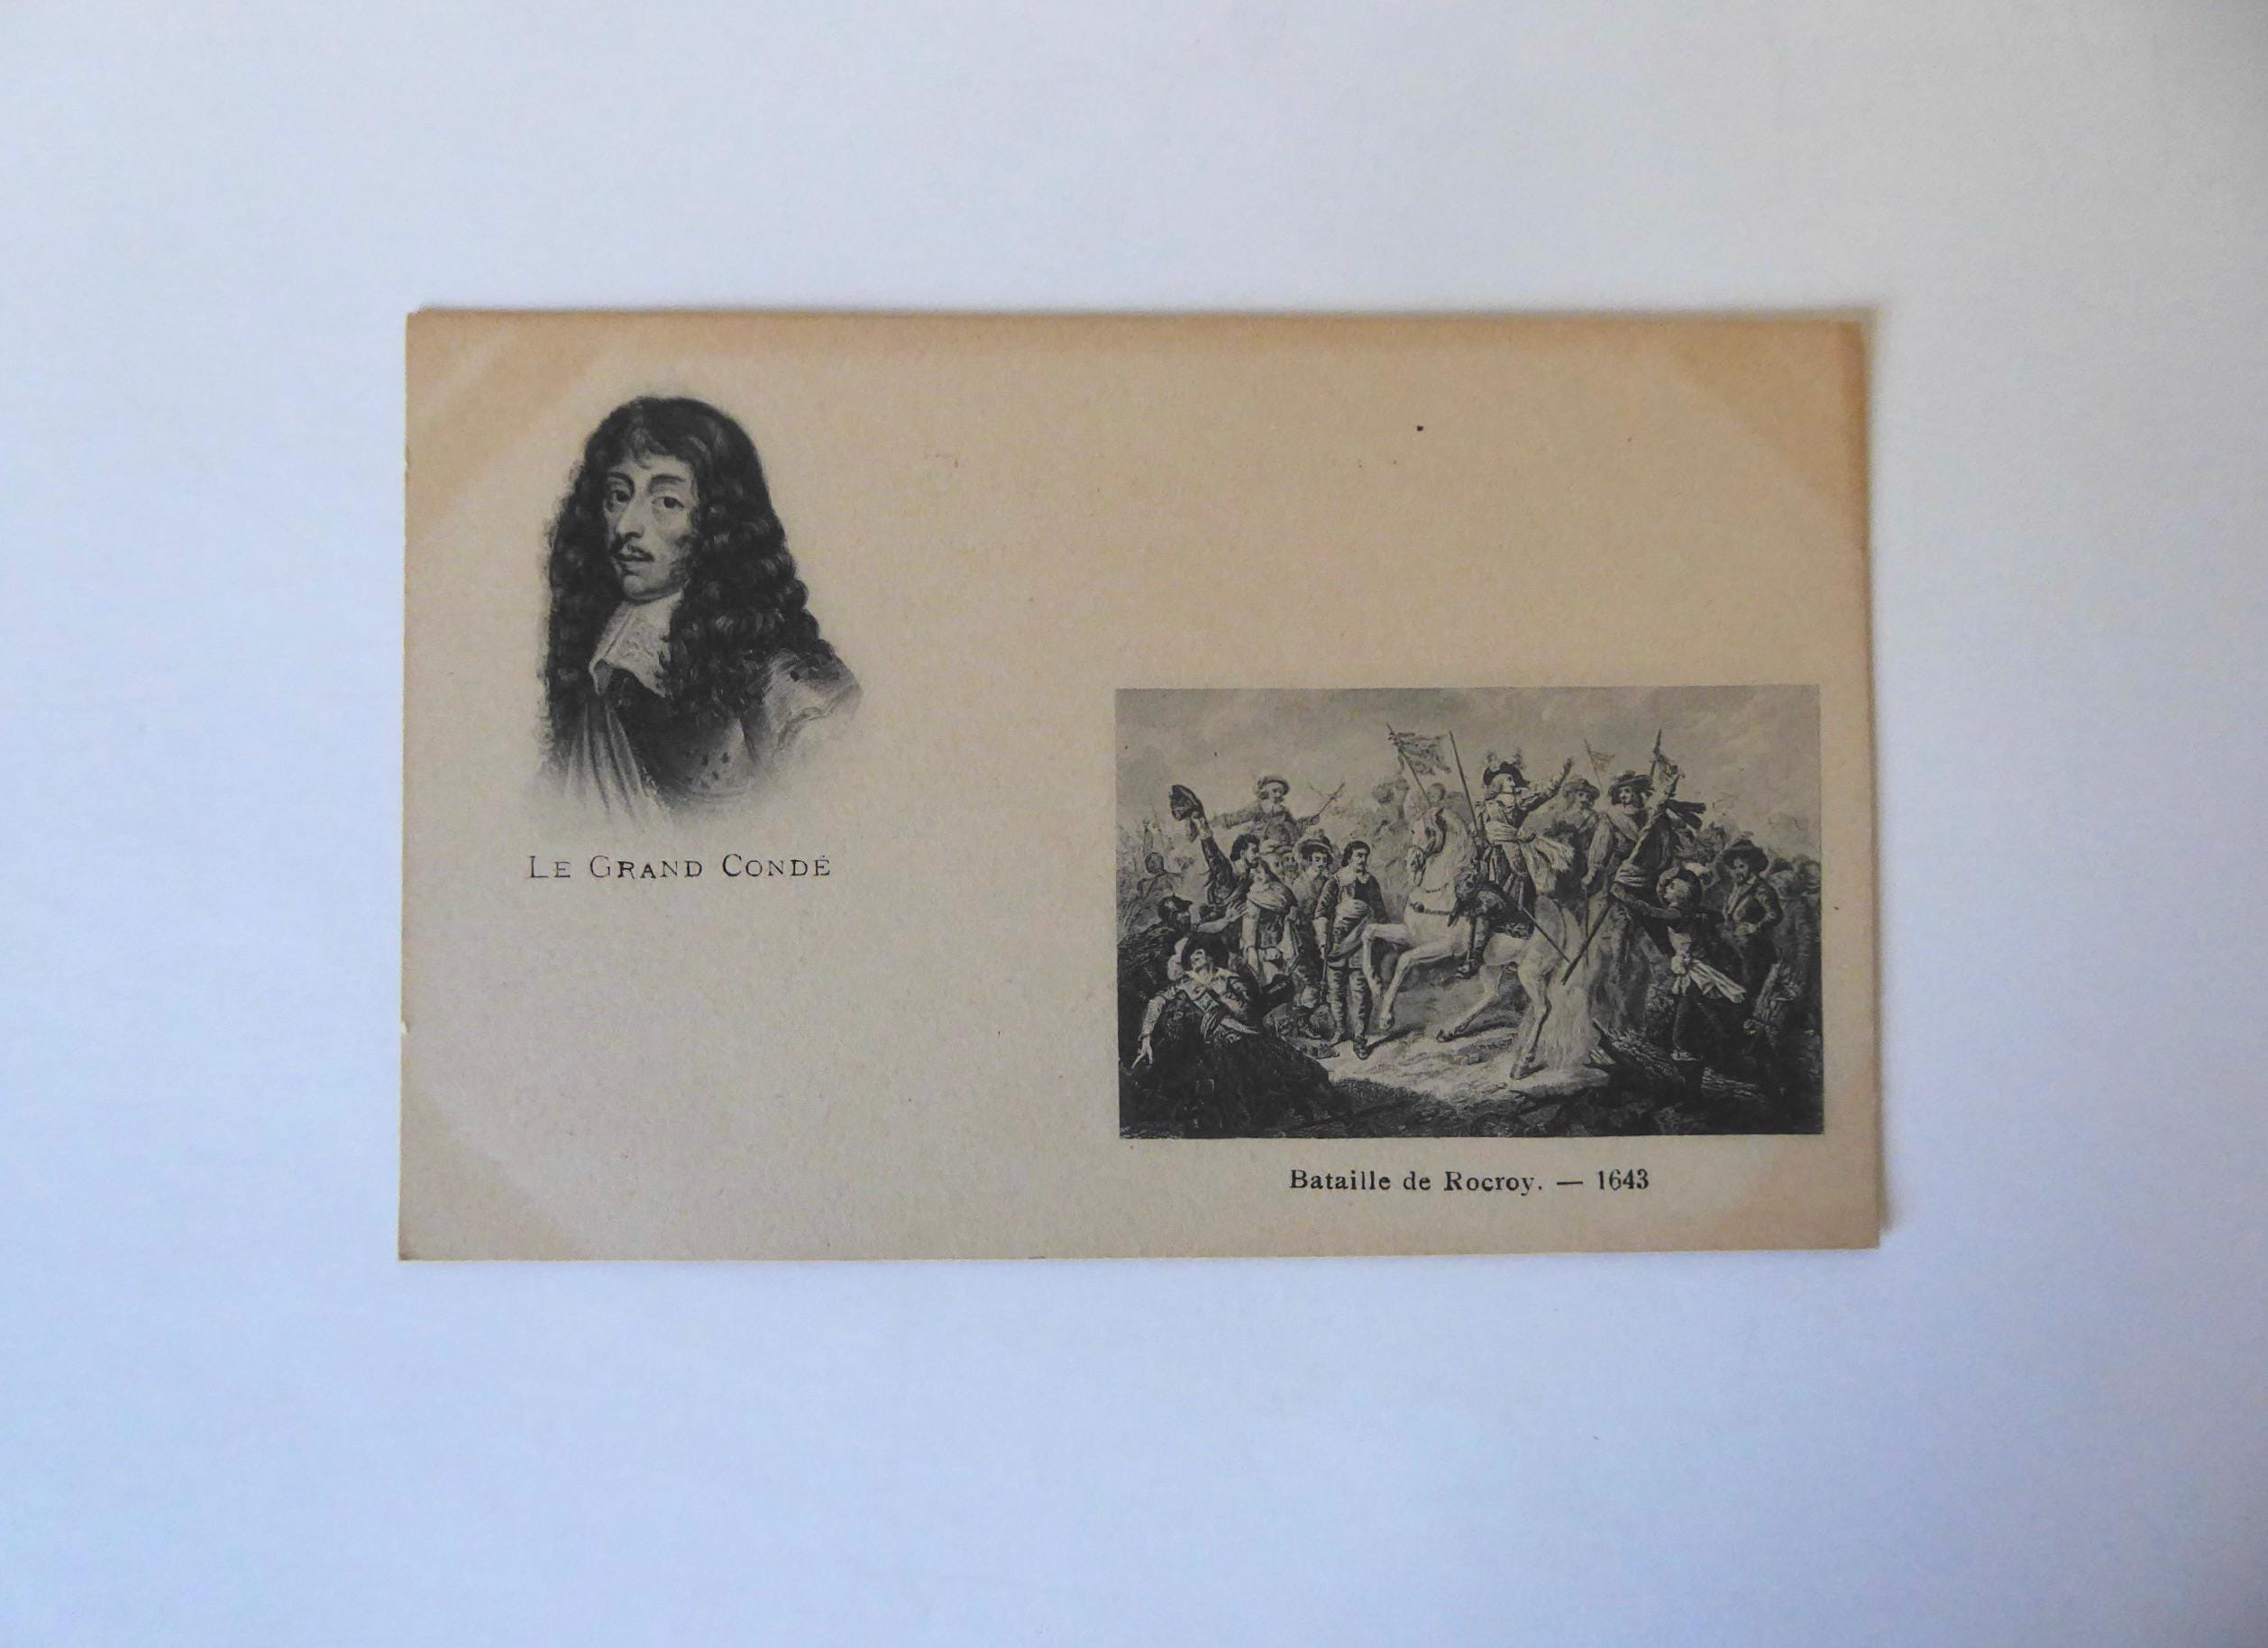 LE GRAND CONDÉ
Bataille de Rocroy. — 1643